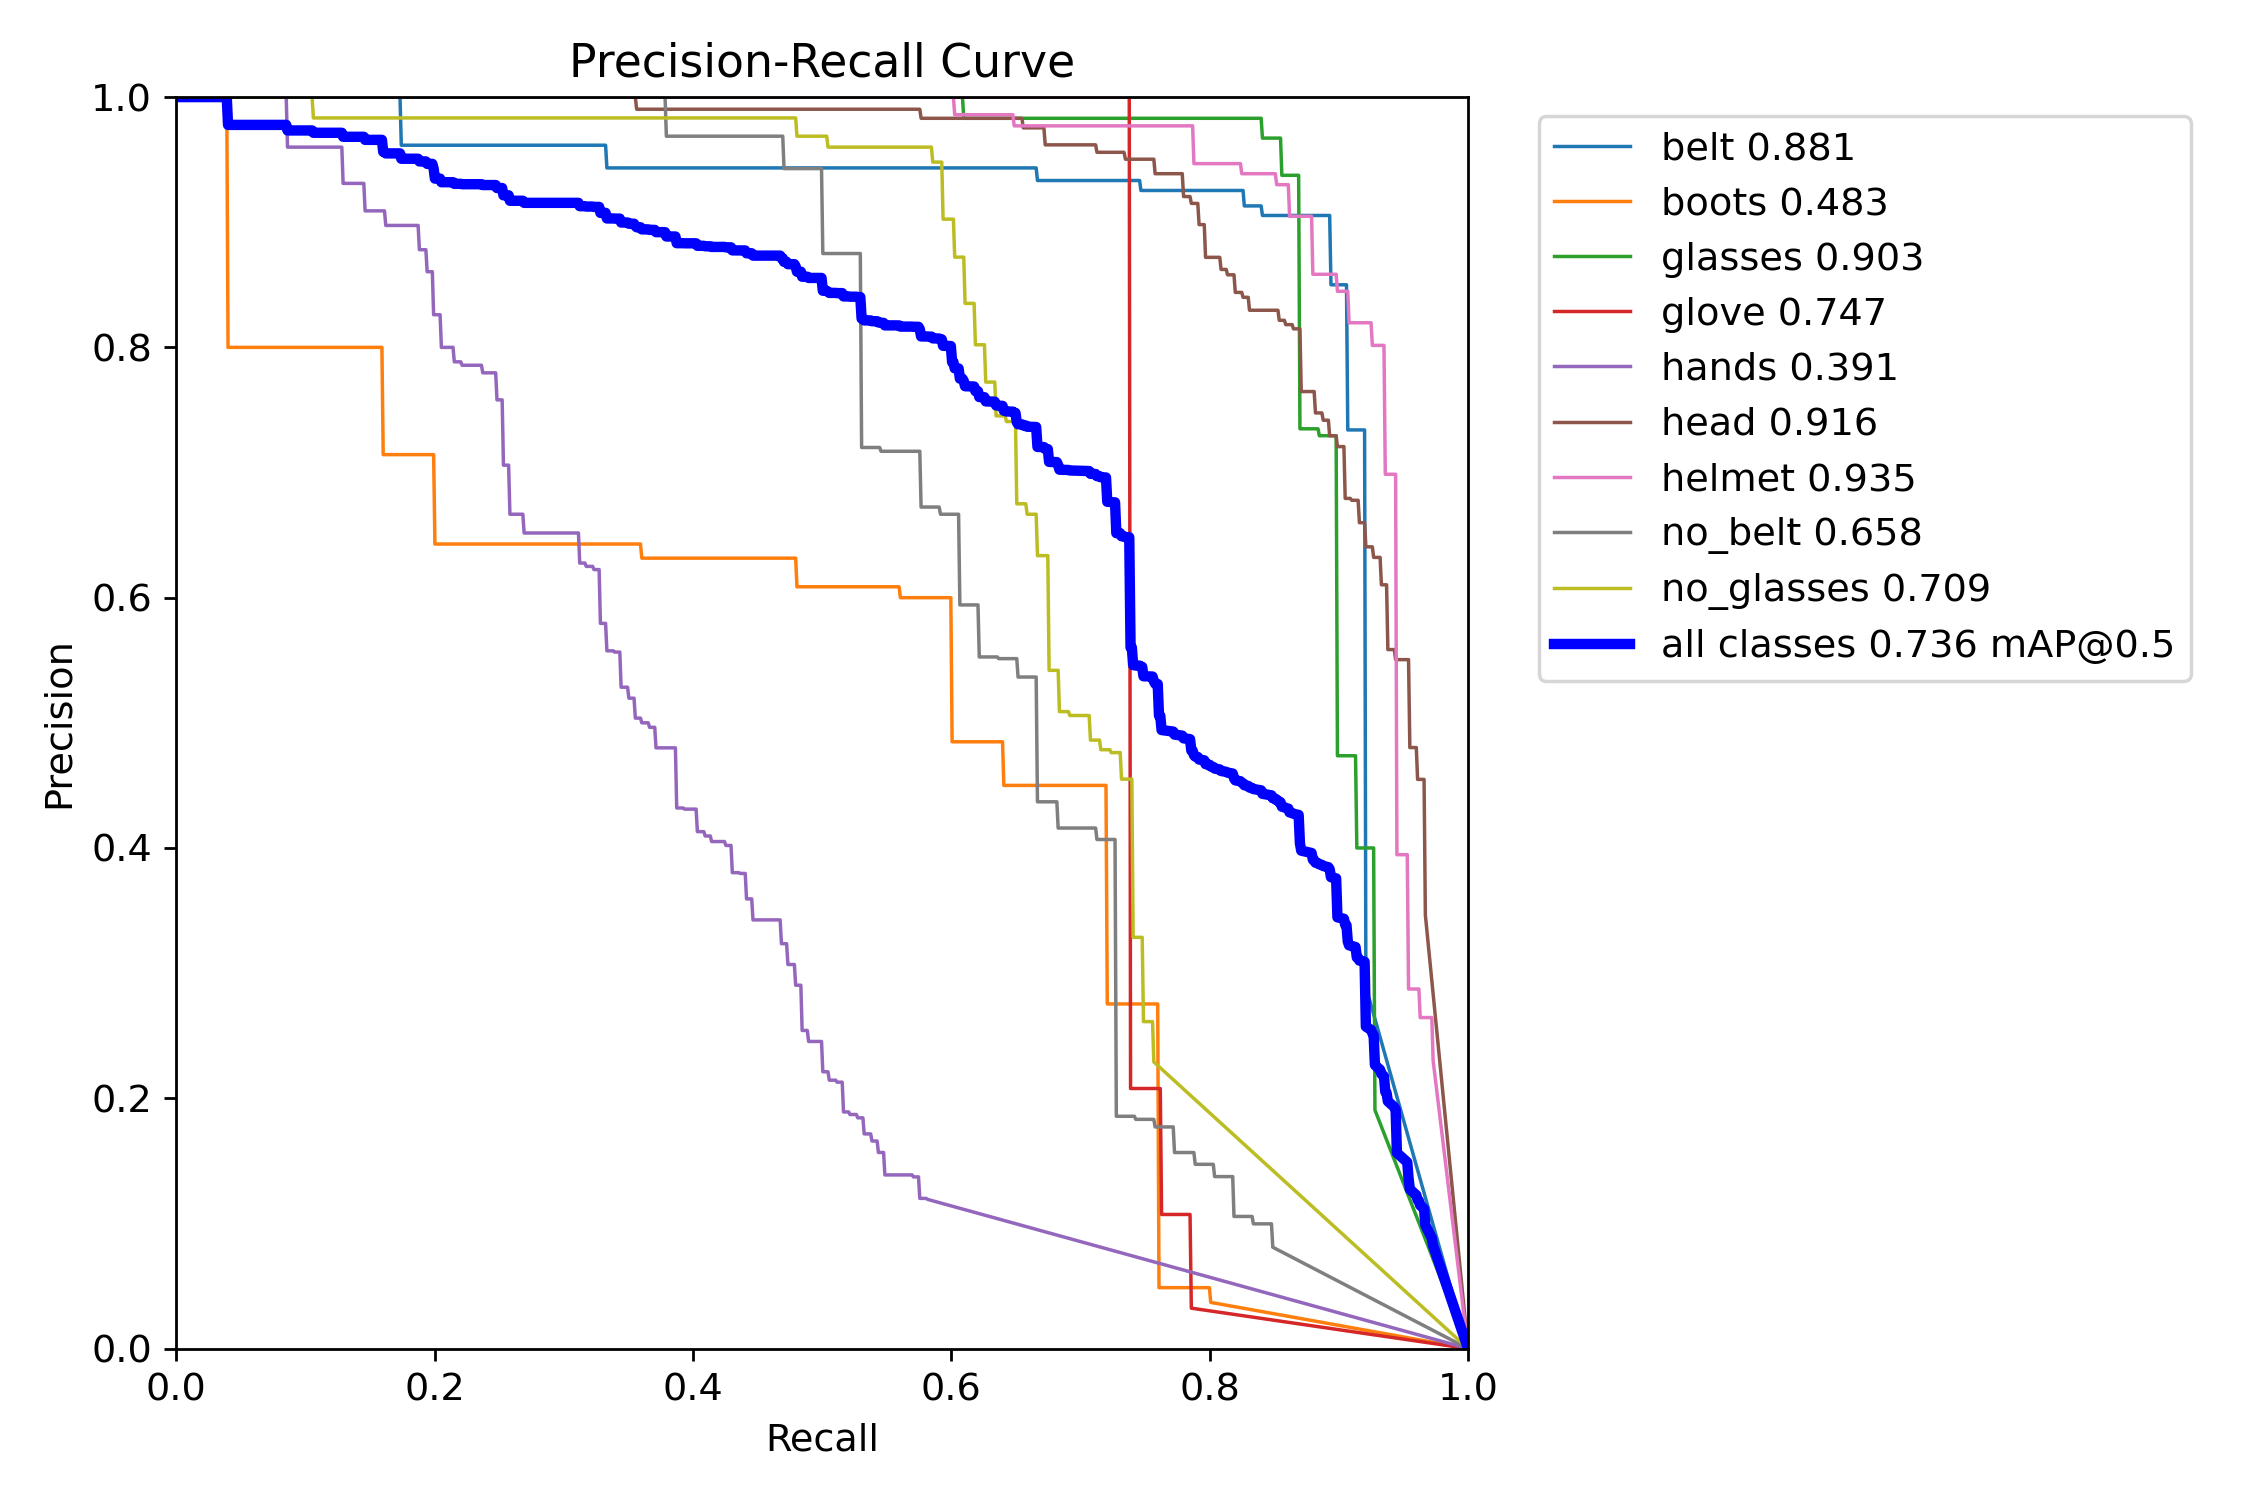 Precision-Recall Curve
1.0
0.8
0.6
0.4
0.2
0.0
Precision
0.0 0.2 0.4 0.6 0.8 1.0
Recall
belt 0.881
boots 0.483
glasses 0.903
glove 0.747
hands 0.391
head 0.916
helmet 0.935
no_belt 0.658
no_glasses 0.709
all classes 0.736 mAP@0.5